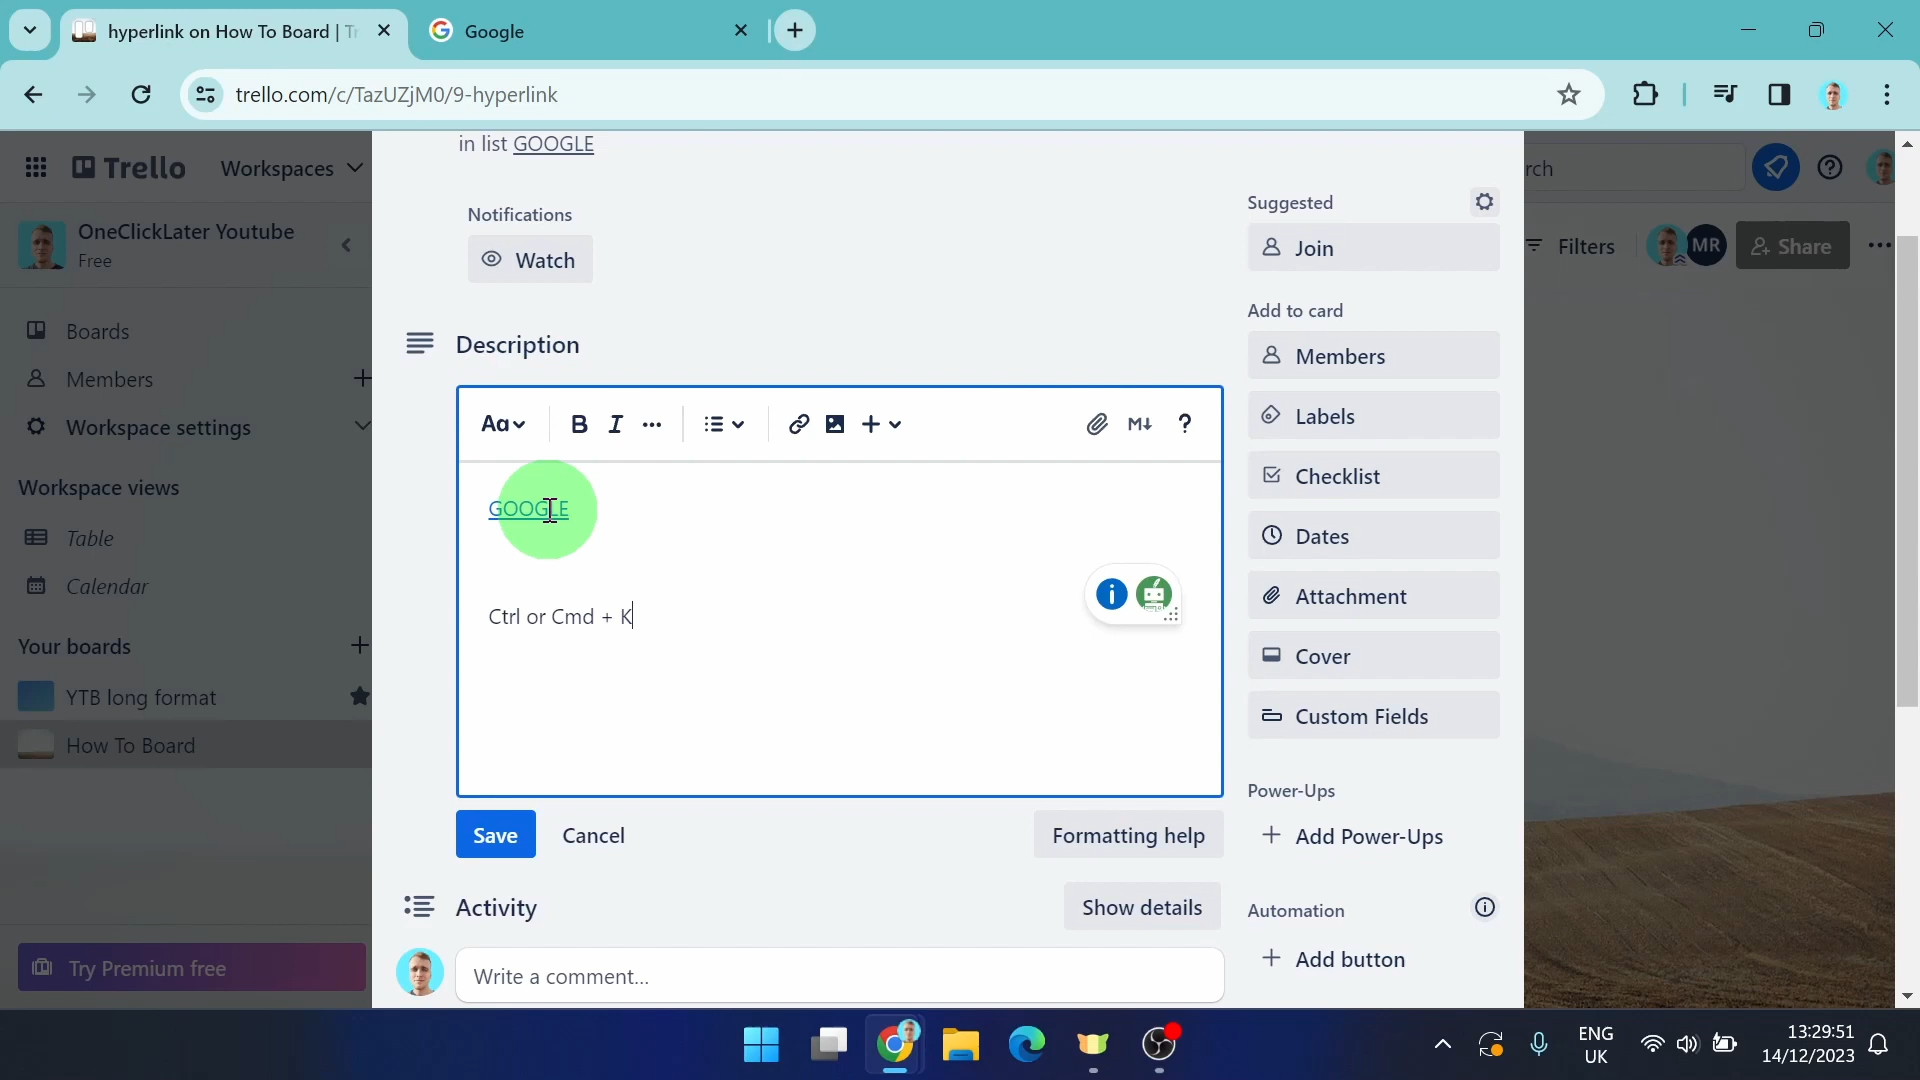 hyperlink on How To Board | Tr
Google
trello.com/c/TazUZjM0/9-hyperlink
Trello
Workspaces
rch
OneClickLater Youtube
Free
Filters
MR
Share
Boards
Members
Workspace settings
Workspace views
Table
Calendar
Your boards
YTB long format
How To Board
Try Premium free
in list GOOGLE
Notifications
Watch
Description
Aa
B
I
M
?
GOOGLE
Ctrl or Cmd + K
Save
Cancel
Formatting help
Activity
Show details
Write a comment…
Suggested
Join
Add to card
Members
Labels
Checklist
Dates
Attachment
Cover
Custom Fields
Power-Ups
Add Power-Ups
Automation
Add button
ENG
UK
13:29:51
14/12/2023